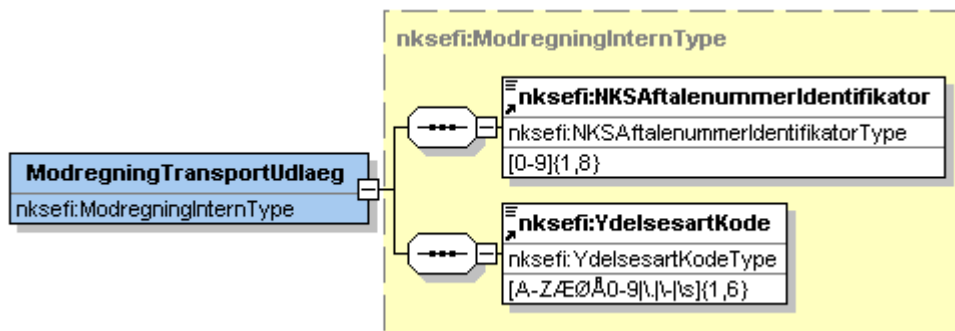 nksefi:ModregningInternType
nksefi:NKSAftalenummerIdentifikator
nksefi:NKSAftalenummerIdentifikatorType
[0-9]{1,8}
ModregningTransportUdlaeg
nksefi:ModregningInternType
nksefi:YdelsesartKode
nksefi:YdelsesartKodeType
[A-ZÆØÅ0-9|\.|\-|\s]{1,6}